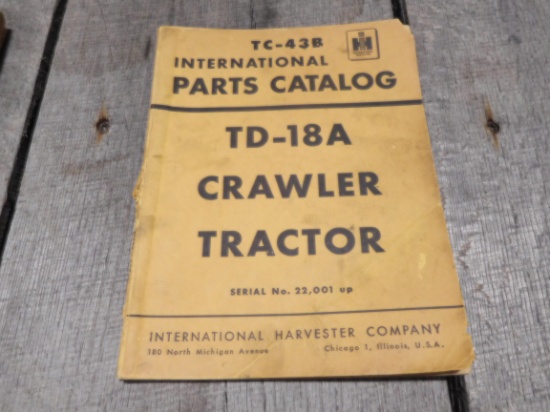 TC-43B
INTERNATIONAL
PARTS CATALOG
TD-18A
CRAWLER
TRACTOR
SERIAL No. 22,001 up
INTERNATIONAL HARVESTER COMPANY
180 North Michigan Avenue Chicago 1, Illinois, U.S.A.